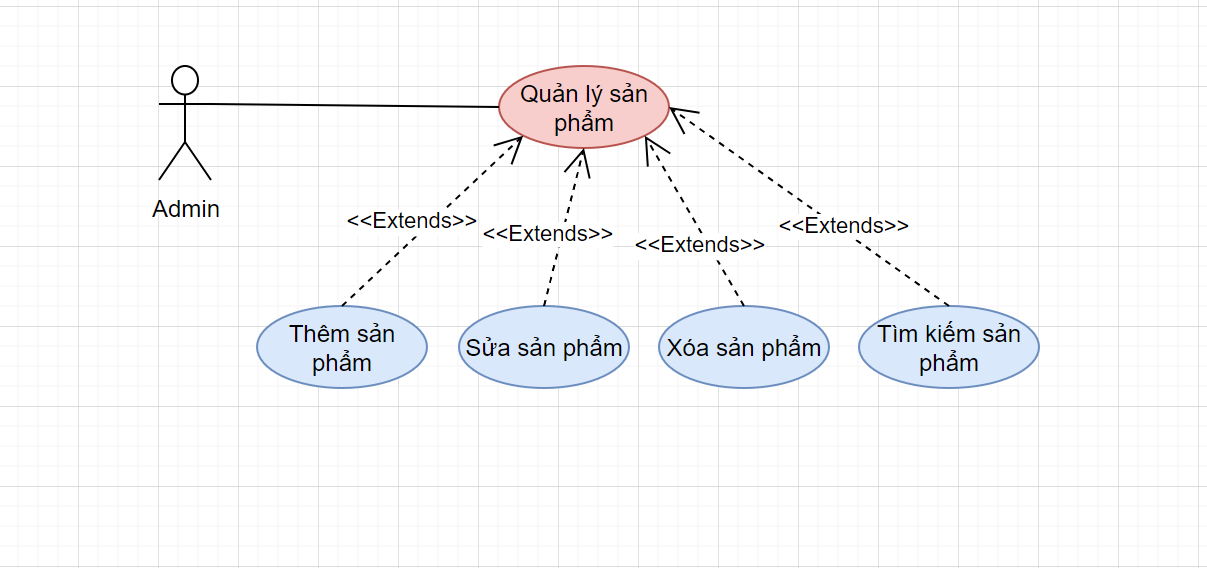 Quản lý sản
phẩm
Admin
<<Extends>>
<<Extends>>
<<Extends>>
<<Extends>>
Thêm sản
phẩm
Sửa sản phẩm
Xóa sản phẩm
Tìm kiếm sản
phẩm